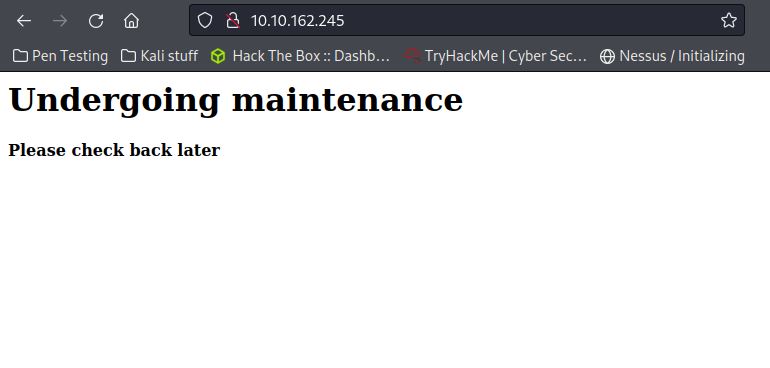 10.10.162.245
Pen Testing Kali stuff Hack The Box :: Dashb… TryHackMe | Cyber Sec… Nessus / Initializing
Undergoing maintenance
Please check back later